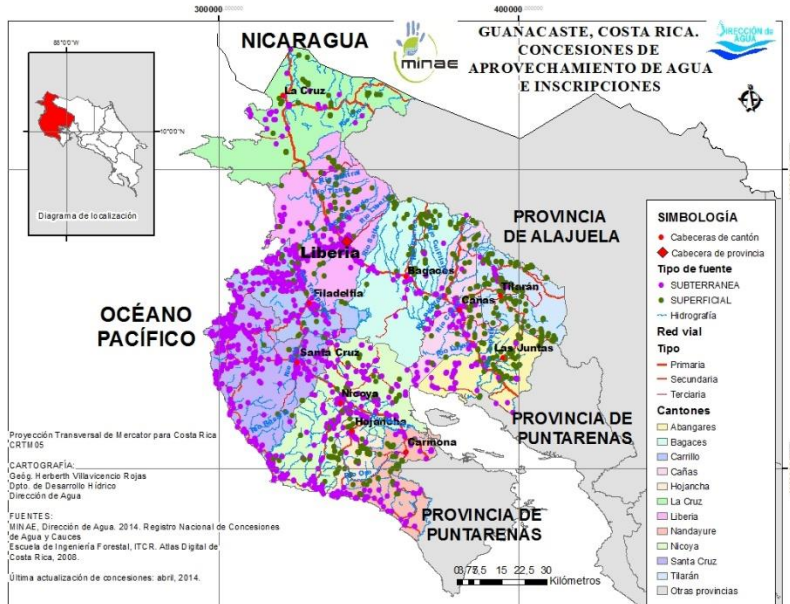 300000
400000
NICARAGUA
minae
GUANACASTE, COSTA RICA.
CONCESIONES DE
APROVECHAMIENTO DE AGUA
E INSCRIPCIONES
DIRECCIÓN de
AGUA
85°0'0"W
10°0'0"N
Diagrama de localización
La Cruz
Liberia
Bagaces
Filadelfia
Cañas
Tilarán
Las Juntas
Santa Cruz
Nicoya
Hojancha
Carmona
PROVINCIA
DE ALAJUELA
OCÉANO
PACÍFICO
PROVINCIA DE
PUNTARENAS
PROVINCIA DE
PUNTARENAS
SIMBOLOGÍA
Cabeceras de cantón
Cabecera de provincia
Tipo de fuente
SUBTERRANEA
SUPERFICIAL
Hidrografía
Red vial
Tipo
Primaria
Secundaria
Terciaria
Cantones
Abangares
Bagaces
Carrillo
Cañas
Hojancha
La Cruz
Liberia
Nandayure
Nicoya
Santa Cruz
Tilarán
Otras provincias
Proyección Transversal de Mercator para Costa Rica
CRTM05
CARTOGRAFÍA:
Geóg. Herberth Villavicencio Rojas
Dpto. de Desarrollo Hídrico
Dirección de Agua
FUENTES:
MINAE, Dirección de Agua. 2014. Registro Nacional de Concesiones
de Agua y Cauces
Escuela de Ingeniería Forestal, ITCR. Atlas Digital de
Costa Rica, 2008.
Última actualización de concesiones: abril, 2014.
15 22,5 30
Kilómetros
300000
400000